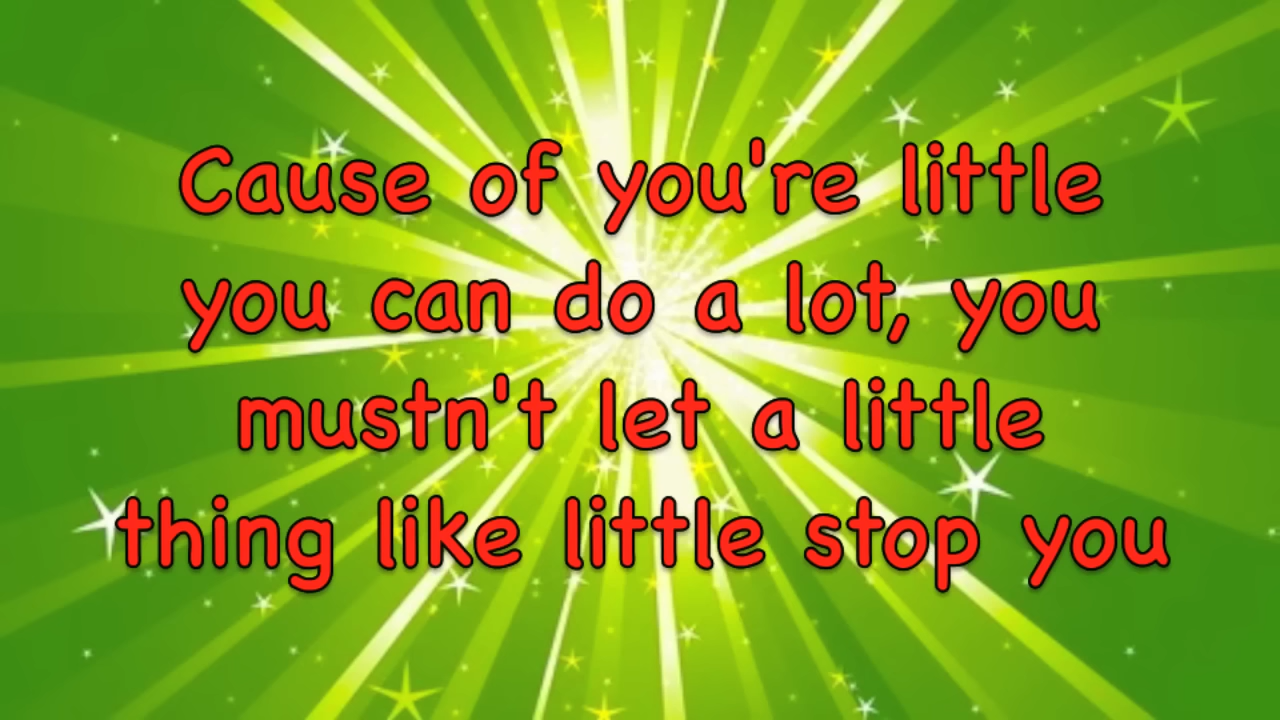 Cause of you're little
you can do a lot, you
mustn't let a little
thing like little stop you